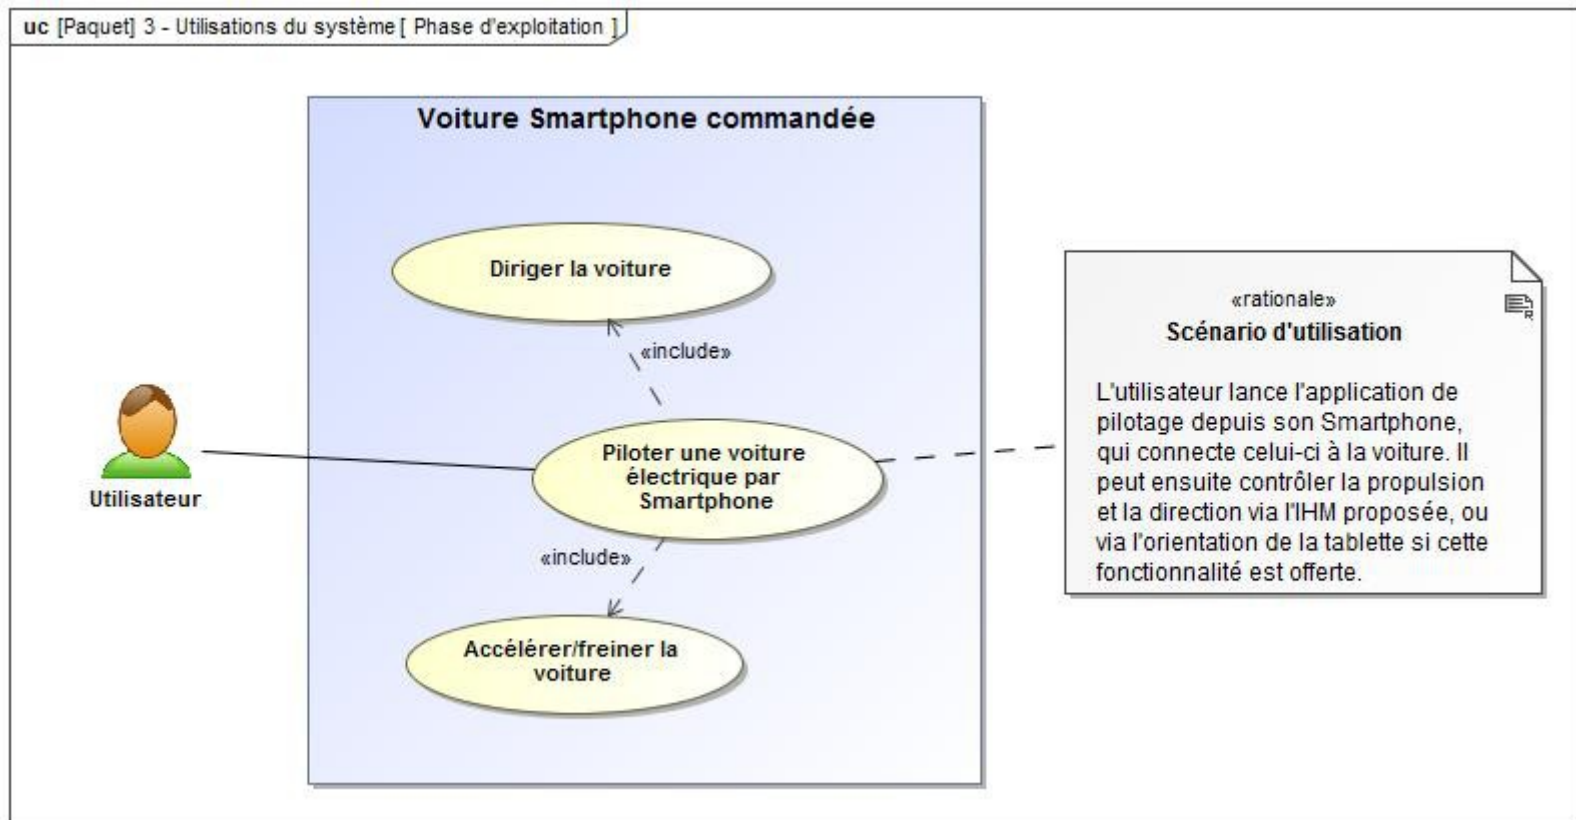 uc [Paquet] 3 - Utilisations du système [ Phase d'exploitation ]
Voiture Smartphone commandée
Diriger la voiture
«include»
Utilisateur
Piloter une voiture
électrique par
Smartphone
«include»
Accélérer/freiner la
voiture
«rationale»
Scénario d'utilisation
L'utilisateur lance l'application de
pilotage depuis son Smartphone,
qui connecte celui-ci à la voiture. Il
peut ensuite contrôler la propulsion
et la direction via l'IHM proposée, ou
via l'orientation de la tablette si cette
fonctionnalité est offerte.
R